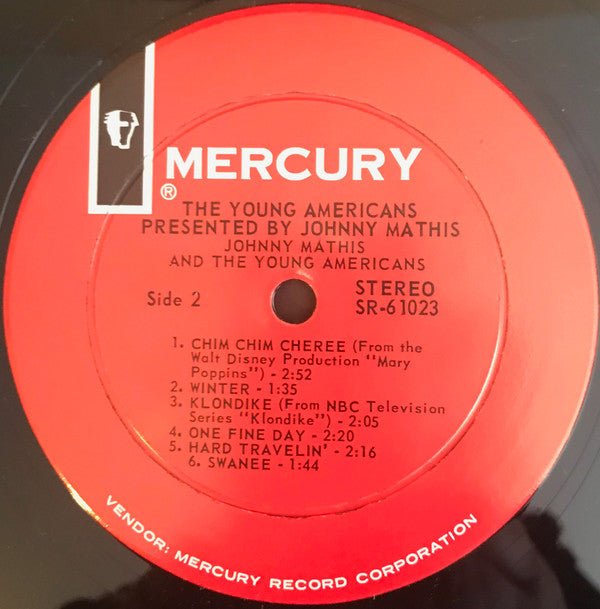 MERCURY
®
THE YOUNG AMERICANS
PRESENTED BY JOHNNY MATHIS
JOHNNY MATHIS
AND THE YOUNG AMERICANS
Side 2
STEREO
SR-61023
1. CHIM CHIM CHEREE (From the
Walt Disney Production "Mary
Poppins") - 2:52
2. WINTER - 1:35
3. KLONDIKE (From NBC Television
Series "Klondike") - 2:05
4. ONE FINE DAY - 2:20
5. HARD TRAVELIN' - 2:16
6. SWANEE - 1:44
VENDOR: MERCURY RECORD CORPORATION